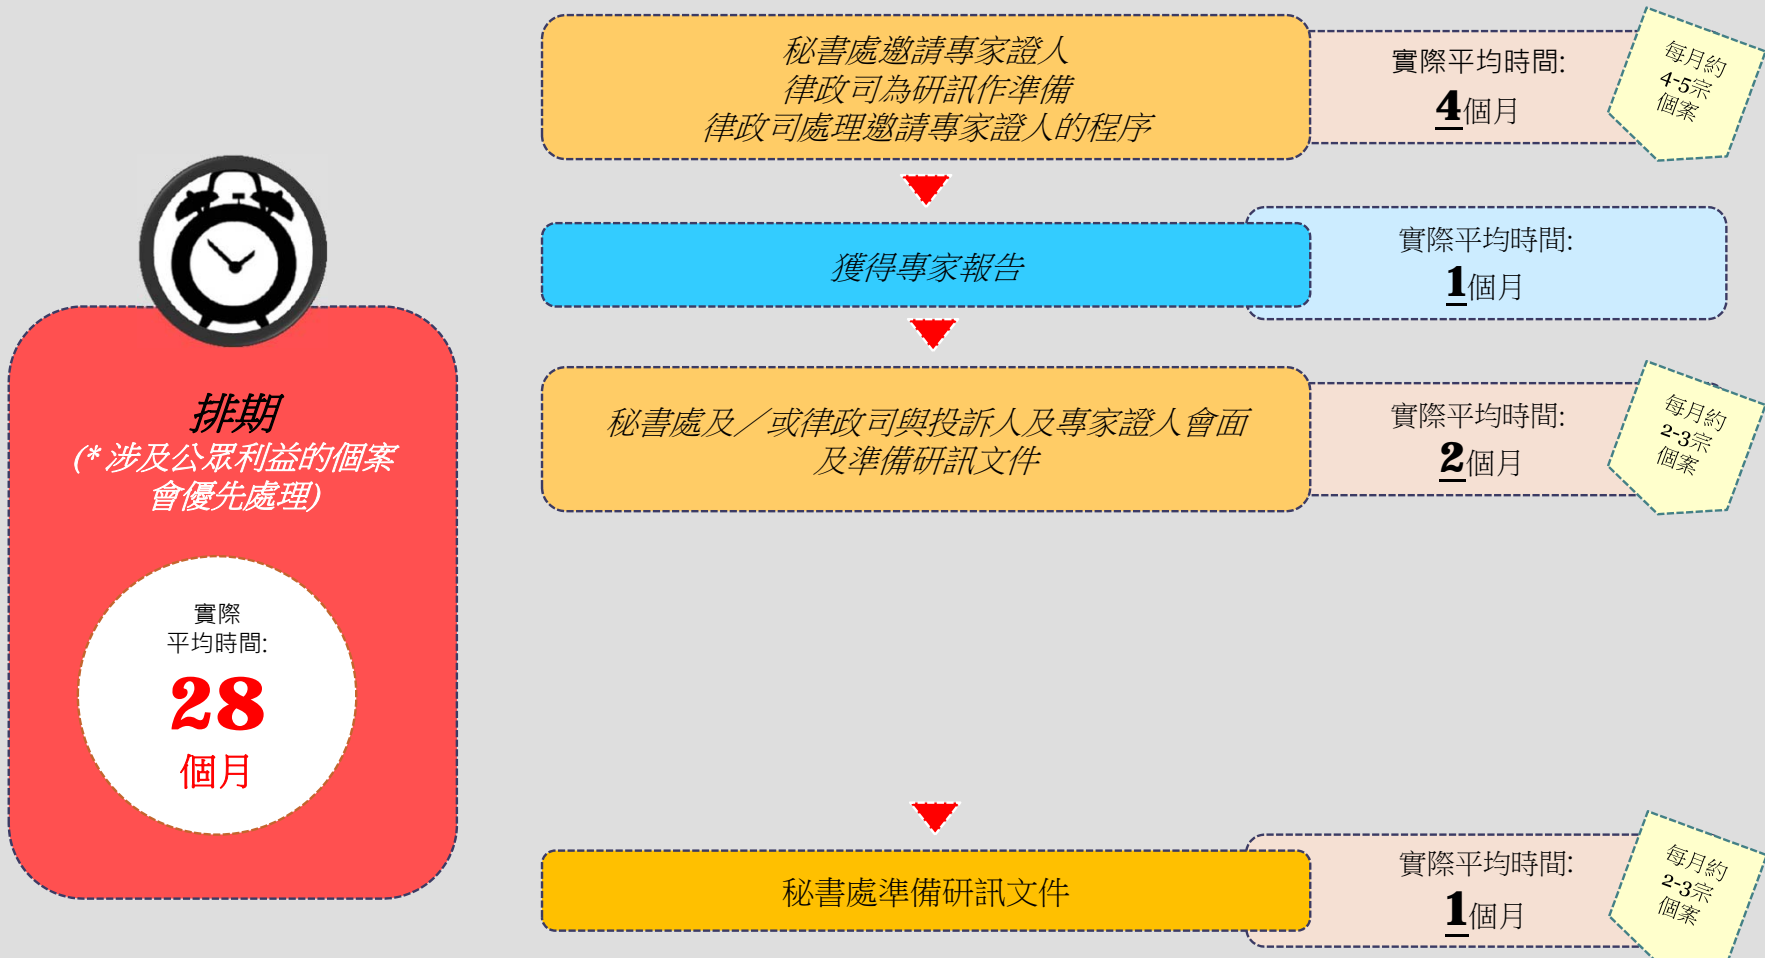 秘書處邀請專家證人
律政司為研訊作準備
律政司處理邀請專家證人的程序
實際平均時間:
4個月
每月約
4-5宗
個案
獲得專家報告
實際平均時間:
1個月
秘書處及／或律政司與投訴人及專家證人會面
及準備研訊文件
實際平均時間:
2個月
每月約
2-3宗
個案
排期
(* 涉及公眾利益的個案
會優先處理)
實際
平均時間:
28
個月
秘書處準備研訊文件
實際平均時間:
1個月
每月約
2-3宗
個案